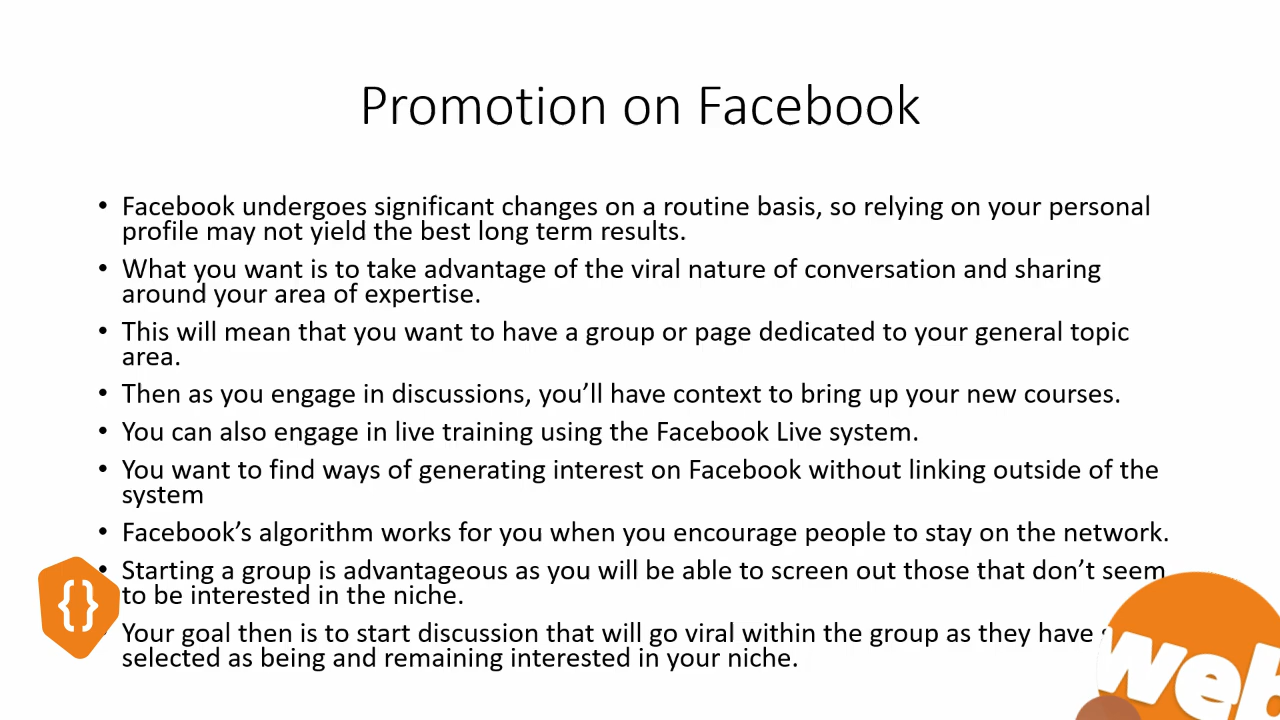 Promotion on Facebook
• Facebook undergoes significant changes on a routine basis, so relying on your personal
profile may not yield the best long term results.
• What you want is to take advantage of the viral nature of conversation and sharing
around your area of expertise.
• This will mean that you want to have a group or page dedicated to your general topic
area.
• Then as you engage in discussions, you’ll have context to bring up your new courses.
• You can also engage in live training using the Facebook Live system.
• You want to find ways of generating interest on Facebook without linking outside of the
system
• Facebook’s algorithm works for you when you encourage people to stay on the network.
• Starting a group is advantageous as you will be able to screen out those that don’t seem
to be interested in the niche.
• Your goal then is to start discussion that will go viral within the group as they have
selected as being and remaining interested in your niche.
{}
web